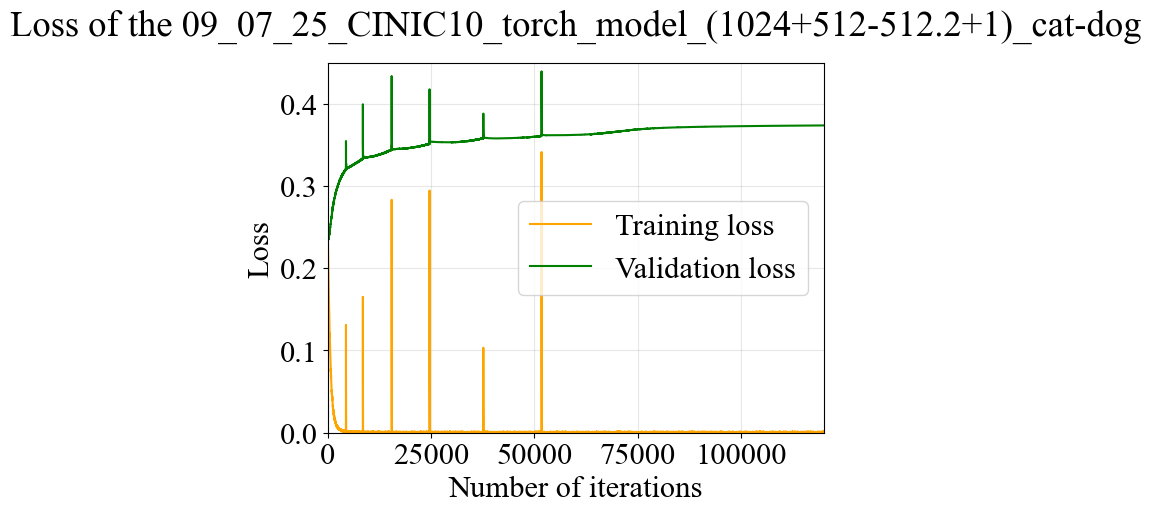 Loss of the 09_07_25_CINIC10_torch_model_(1024+512-512.2+1)_cat-dog
0.4
0.3
0.2
0.1
0.0
Loss
Training loss
Validation loss
0 25000 50000 75000 100000
Number of iterations